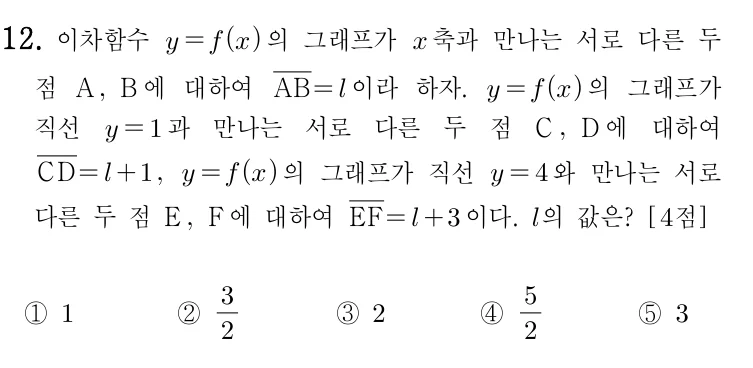 12. 이차함수 y=f(x)의 그래프가 x축과 만나는 서로 다른 두
점 A, B에 대하여 \overline{AB}=l이라 하자. y=f(x)의 그래프가
직선 y=1과 만나는 서로 다른 두 점 C, D에 대하여
\overline{CD}=l+1, y=f(x)의 그래프가 직선 y=4와 만나는 서로
다른 두 점 E, F에 대하여 \overline{EF}=l+3이다. l의 값은? [4점]
① 1 ② 3/2 ③ 2 ④ 5/2 ⑤ 3